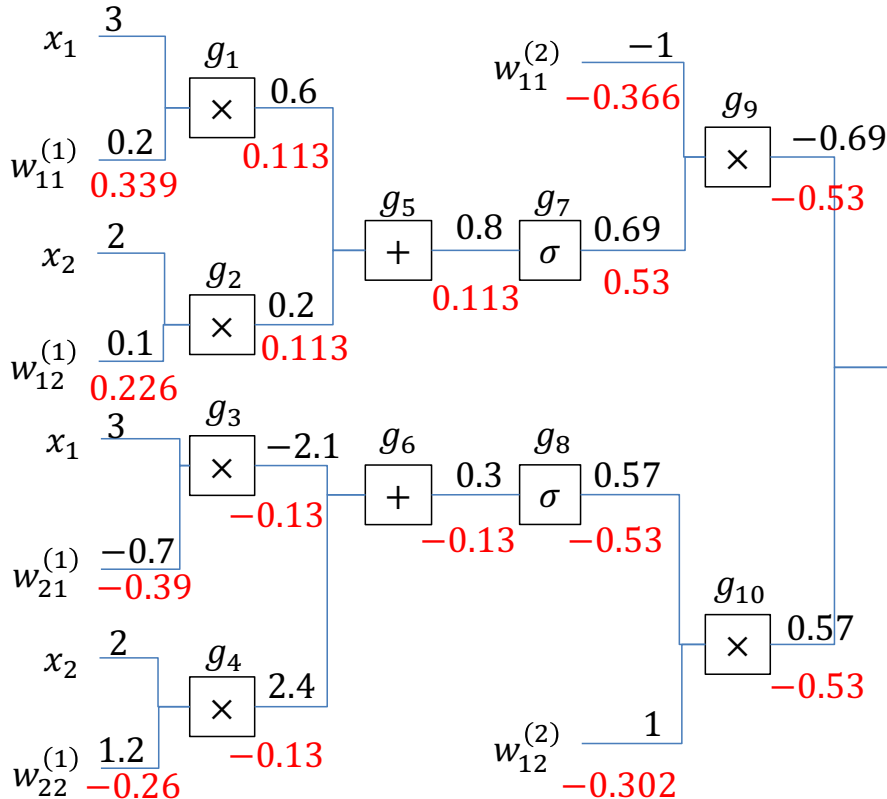 x₁ 3
g₁
× 0.6
w₁₁⁽¹⁾ 0.2
0.339
0.113
x₂ 2
g₂
× 0.2
w₁₂⁽¹⁾ 0.1
0.226
0.113
g₅
+ 0.8
0.113
g₇
σ 0.69
0.53
w₁₁⁽²⁾ −1
−0.366
g₉
× −0.69
−0.53
x₁ 3
g₃
× −2.1
−0.13
w₂₁⁽¹⁾ −0.7
−0.39
x₂ 2
g₄
× 2.4
−0.13
w₂₂⁽¹⁾ 1.2
−0.26
g₆
+ 0.3
−0.13
g₈
σ 0.57
−0.53
g₁₀
× 0.57
−0.53
w₁₂⁽²⁾ 1
−0.302